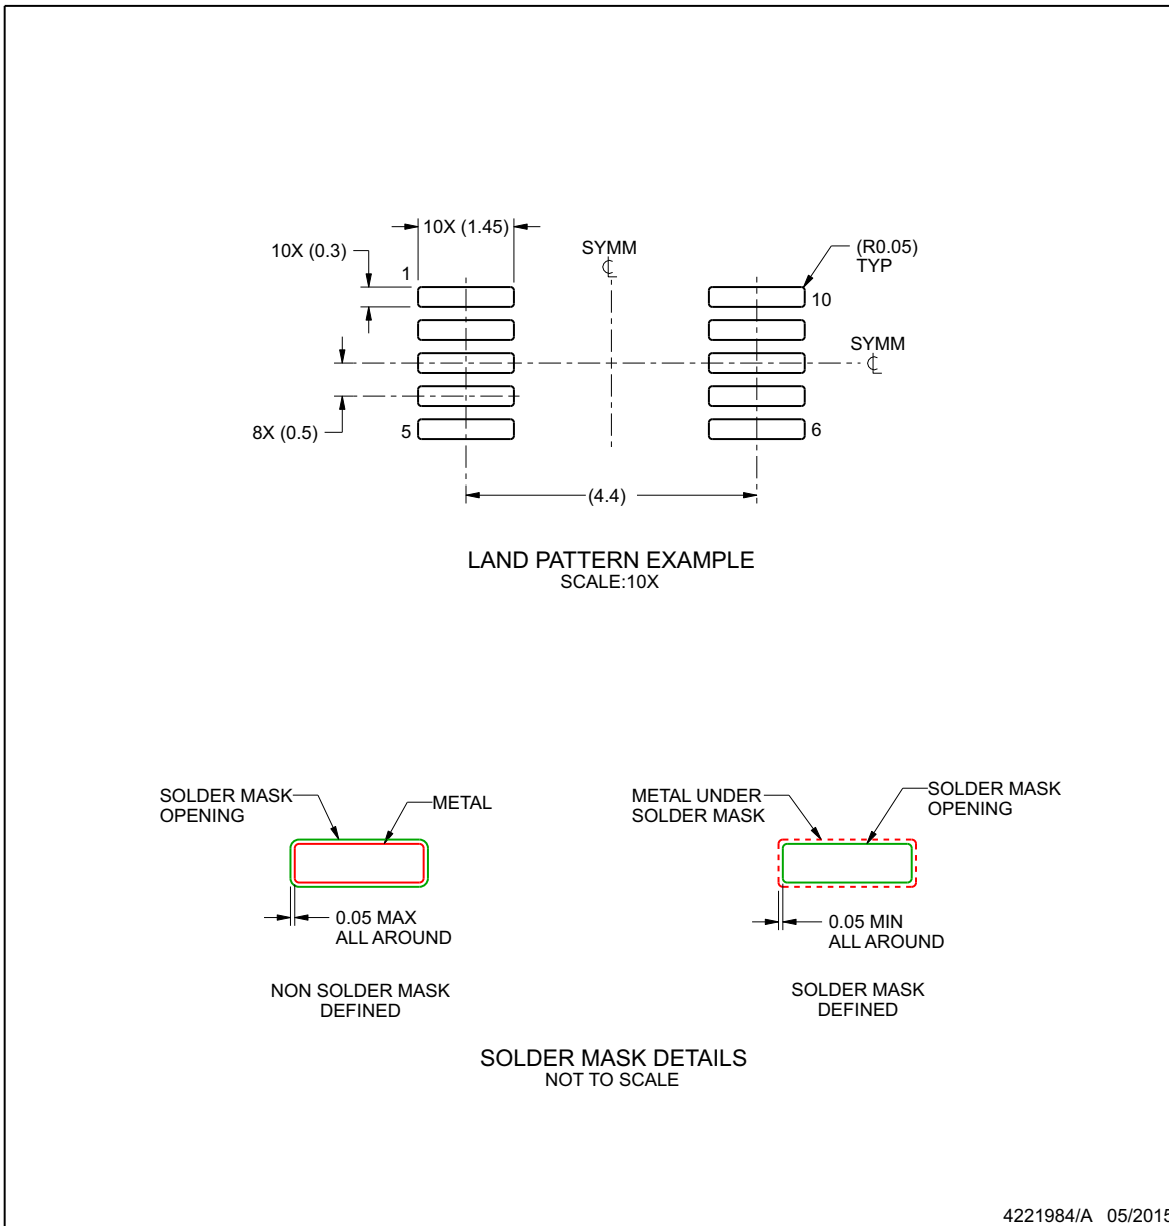 10X (1.45)
10X (0.3)
1
SYMM
(R0.05)
TYP
10
SYMM
8X (0.5)
5
6
(4.4)
LAND PATTERN EXAMPLE
SCALE:10X
SOLDER MASK
OPENING
METAL
METAL UNDER
SOLDER MASK
SOLDER MASK
OPENING
0.05 MAX
ALL AROUND
0.05 MIN
ALL AROUND
NON SOLDER MASK
DEFINED
SOLDER MASK
DEFINED
SOLDER MASK DETAILS
NOT TO SCALE
4221984/A 05/2015